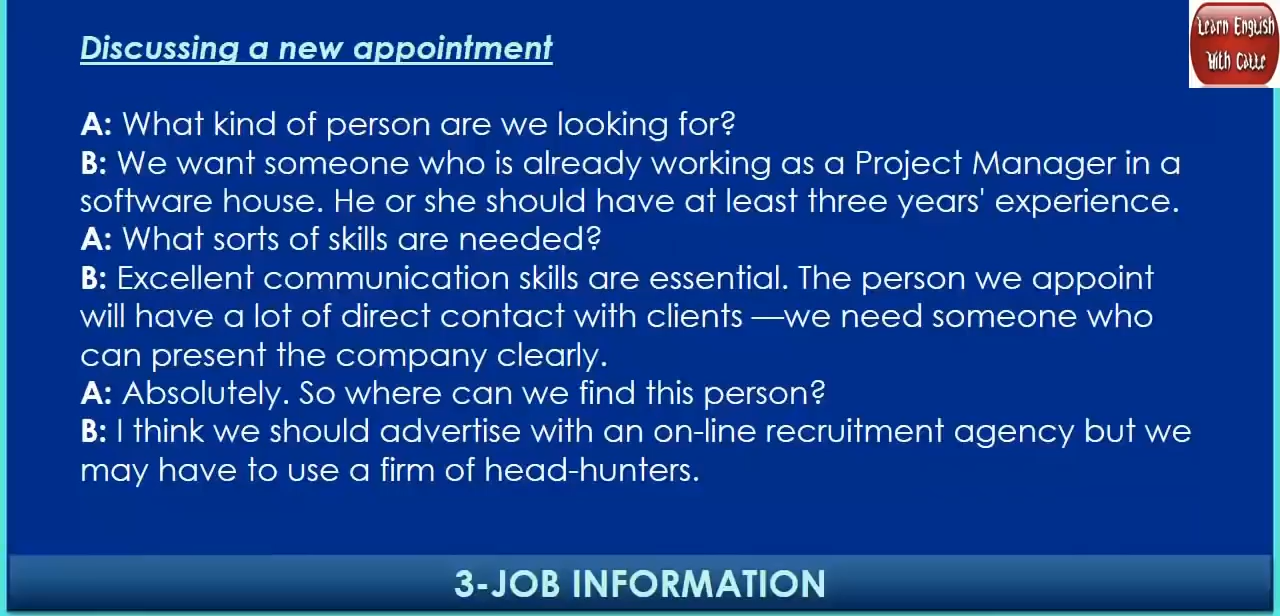 Learn English
With Cattc
Discussing a new appointment
A: What kind of person are we looking for?
B: We want someone who is already working as a Project Manager in a
software house. He or she should have at least three years' experience.
A: What sorts of skills are needed?
B: Excellent communication skills are essential. The person we appoint
will have a lot of direct contact with clients —we need someone who
can present the company clearly.
A: Absolutely. So where can we find this person?
B: I think we should advertise with an on-line recruitment agency but we
may have to use a firm of head-hunters.
3-JOB INFORMATION